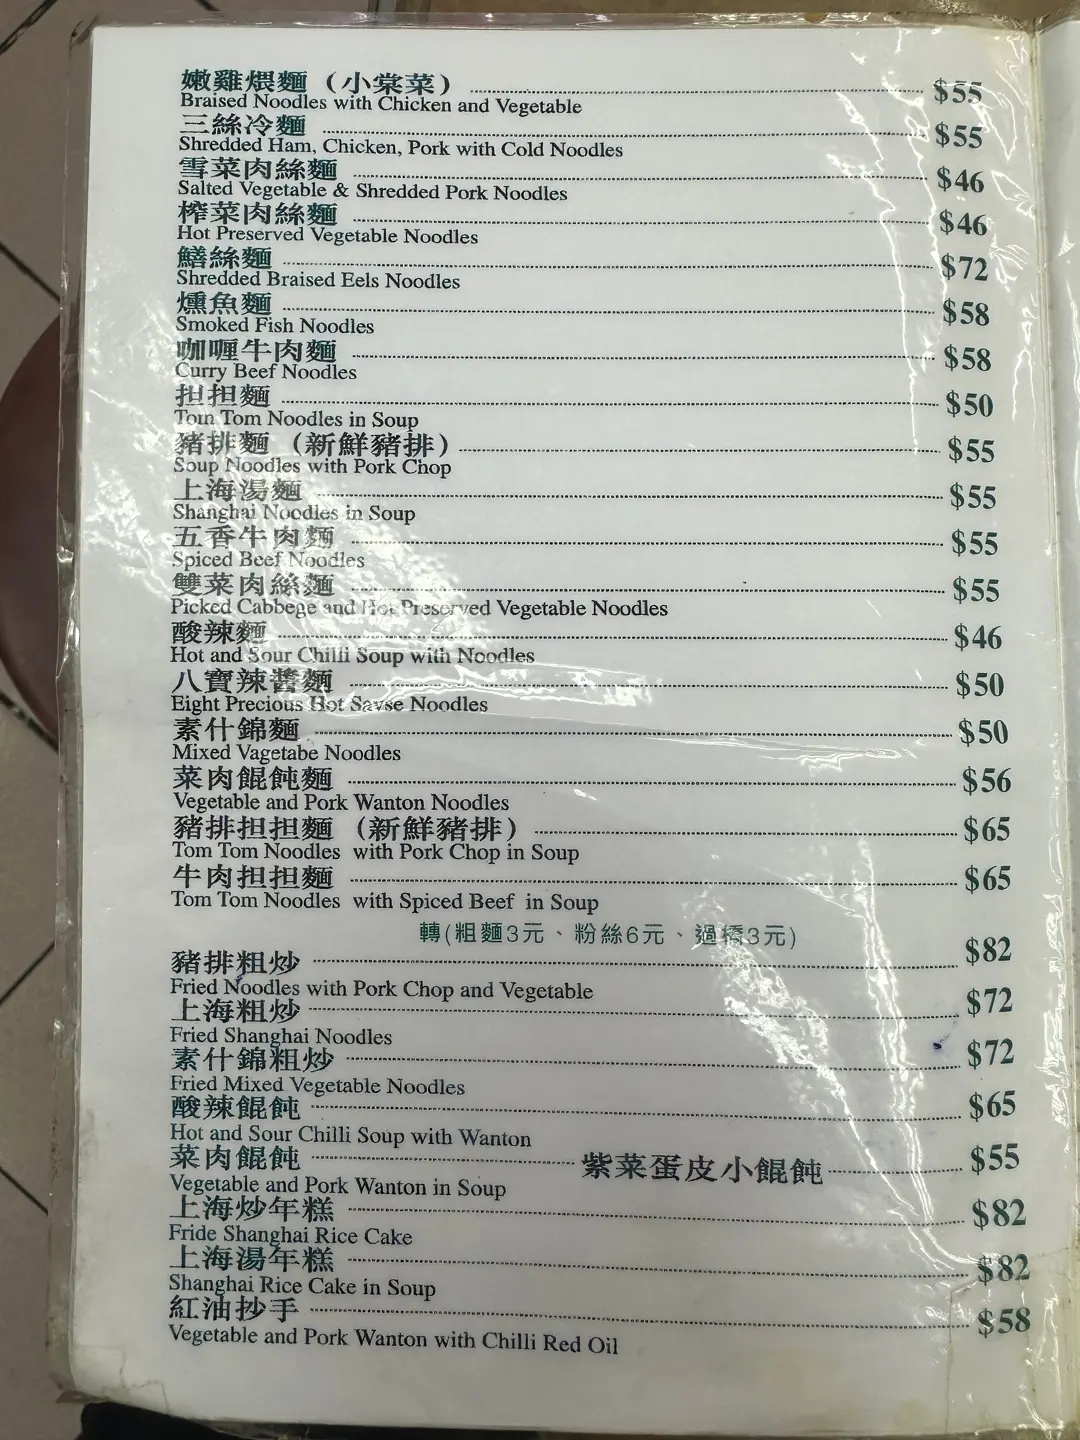 嫩雞煨麵（小棠菜） $55
Braised Noodles with Chicken and Vegetable
三絲冷麵 $55
Shredded Ham, Chicken, Pork with Cold Noodles
雪菜肉絲麵 $46
Salted Vegetable & Shredded Pork Noodles
榨菜肉絲麵 $46
Hot Preserved Vegetable Noodles
鱔絲麵 $72
Shredded Braised Eels Noodles
燻魚麵 $58
Smoked Fish Noodles
咖喱牛肉麵 $58
Curry Beef Noodles
担担麵 $50
Tom Tom Noodles in Soup
豬排麵（新鮮豬排） $55
Soup Noodles with Pork Chop
上海湯麵 $55
Shanghai Noodles in Soup
五香牛肉麵 $55
Spiced Beef Noodles
雙菜肉絲麵 $55
Picked Cabbege and Hot Preserved Vegetable Noodles
酸辣麵 $46
Hot and Sour Chilli Soup with Noodles
八寶辣醬麵 $50
Eight Precious Hot Savse Noodles
素什錦麵 $50
Mixed Vagetabe Noodles
菜肉餛飩麵 $56
Vegetable and Pork Wanton Noodles
豬排担担麵（新鮮豬排） $65
Tom Tom Noodles with Pork Chop in Soup
牛肉担担麵 $65
Tom Tom Noodles with Spiced Beef in Soup
轉(粗麵3元、粉絲6元、過橋3元)
豬排粗炒 $82
Fried Noodles with Pork Chop and Vegetable
上海粗炒 $72
Fried Shanghai Noodles
素什錦粗炒 $72
Fried Mixed Vegetable Noodles
酸辣餛飩 $65
Hot and Sour Chilli Soup with Wanton
菜肉餛飩 紫菜蛋皮小餛飩 $55
Vegetable and Pork Wanton in Soup
上海炒年糕 $82
Fride Shanghai Rice Cake
上海湯年糕 $82
Shanghai Rice Cake in Soup
紅油抄手 $58
Vegetable and Pork Wanton with Chilli Red Oil